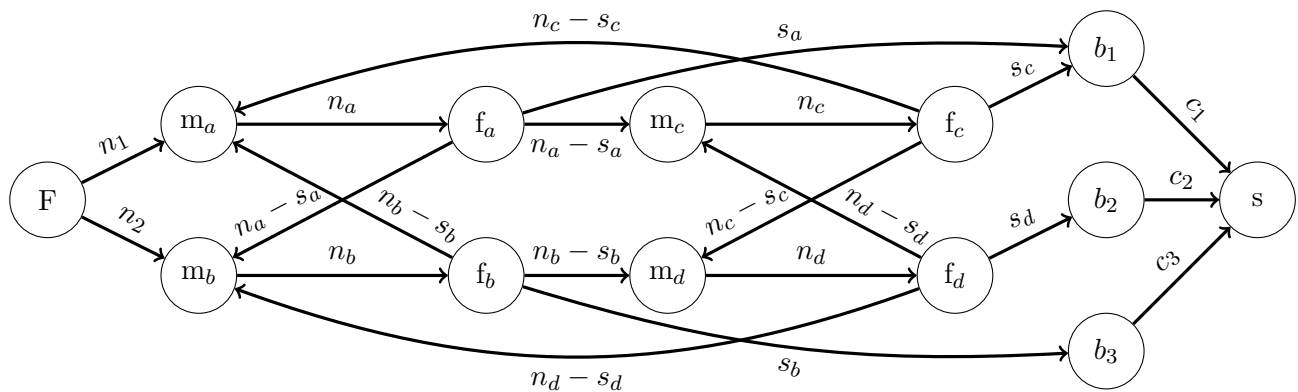 n_c − s_c
s_a
b_1
s_c
n_1
m_a
n_a
f_a
n_a − s_a
m_c
n_c
f_c
c_1
F
n_2
n_a − s_a
n_b − s_b
n_c − s_c
n_d − s_d
s_d
b_2
c_2
s
m_b
n_b
f_b
n_b − s_b
m_d
n_d
f_d
c_3
n_d − s_d
s_b
b_3